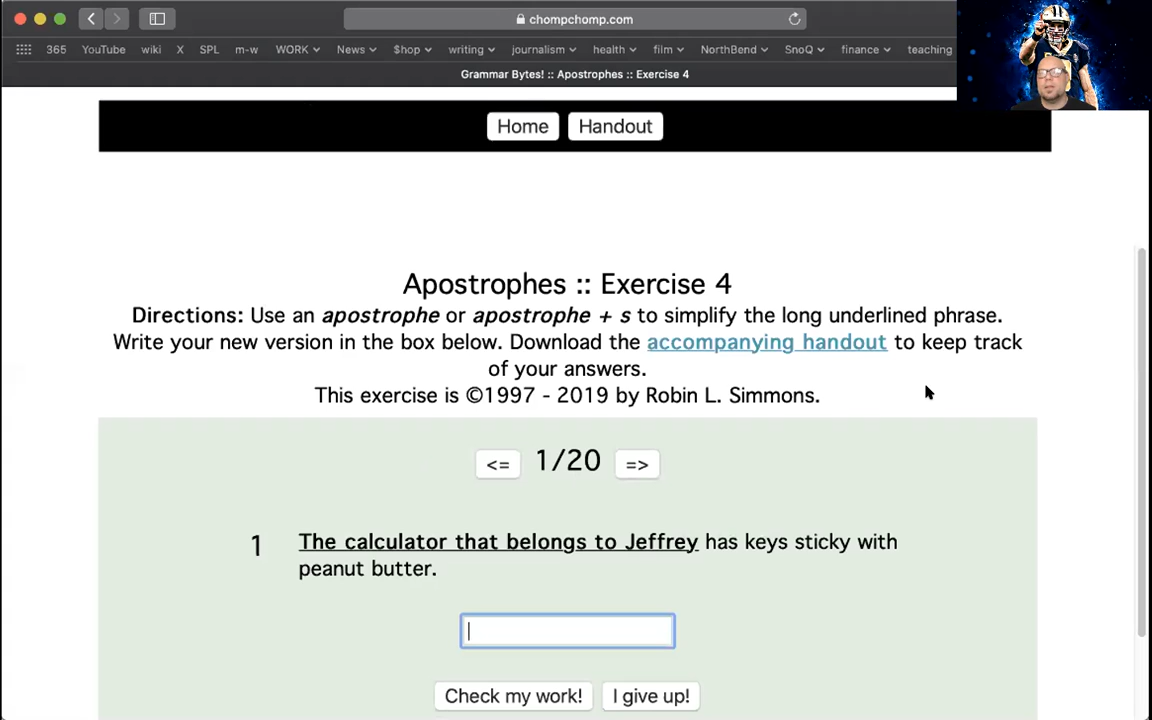 chompchomp.com
365 YouTube wiki X SPL m-w WORK News $hop writing journalism health film NorthBend SnoQ finance teaching
Grammar Bytes! :: Apostrophes :: Exercise 4
Home Handout
Apostrophes :: Exercise 4
Directions: Use an apostrophe or apostrophe + s to simplify the long underlined phrase.
Write your new version in the box below. Download the accompanying handout to keep track
of your answers.
This exercise is ©1997 - 2019 by Robin L. Simmons.
<= 1/20 =>
1 The calculator that belongs to Jeffrey has keys sticky with
peanut butter.
Check my work! I give up!